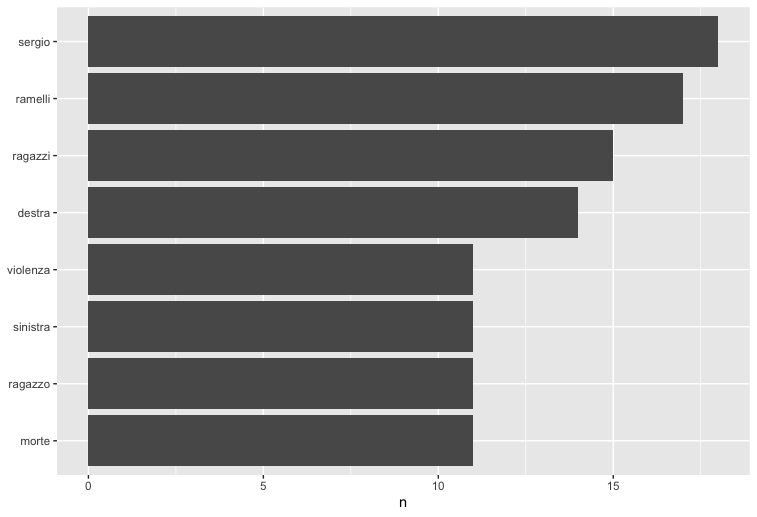 sergio
ramelli
ragazzi
destra
violenza
sinistra
ragazzo
morte
0 5 10 15
n